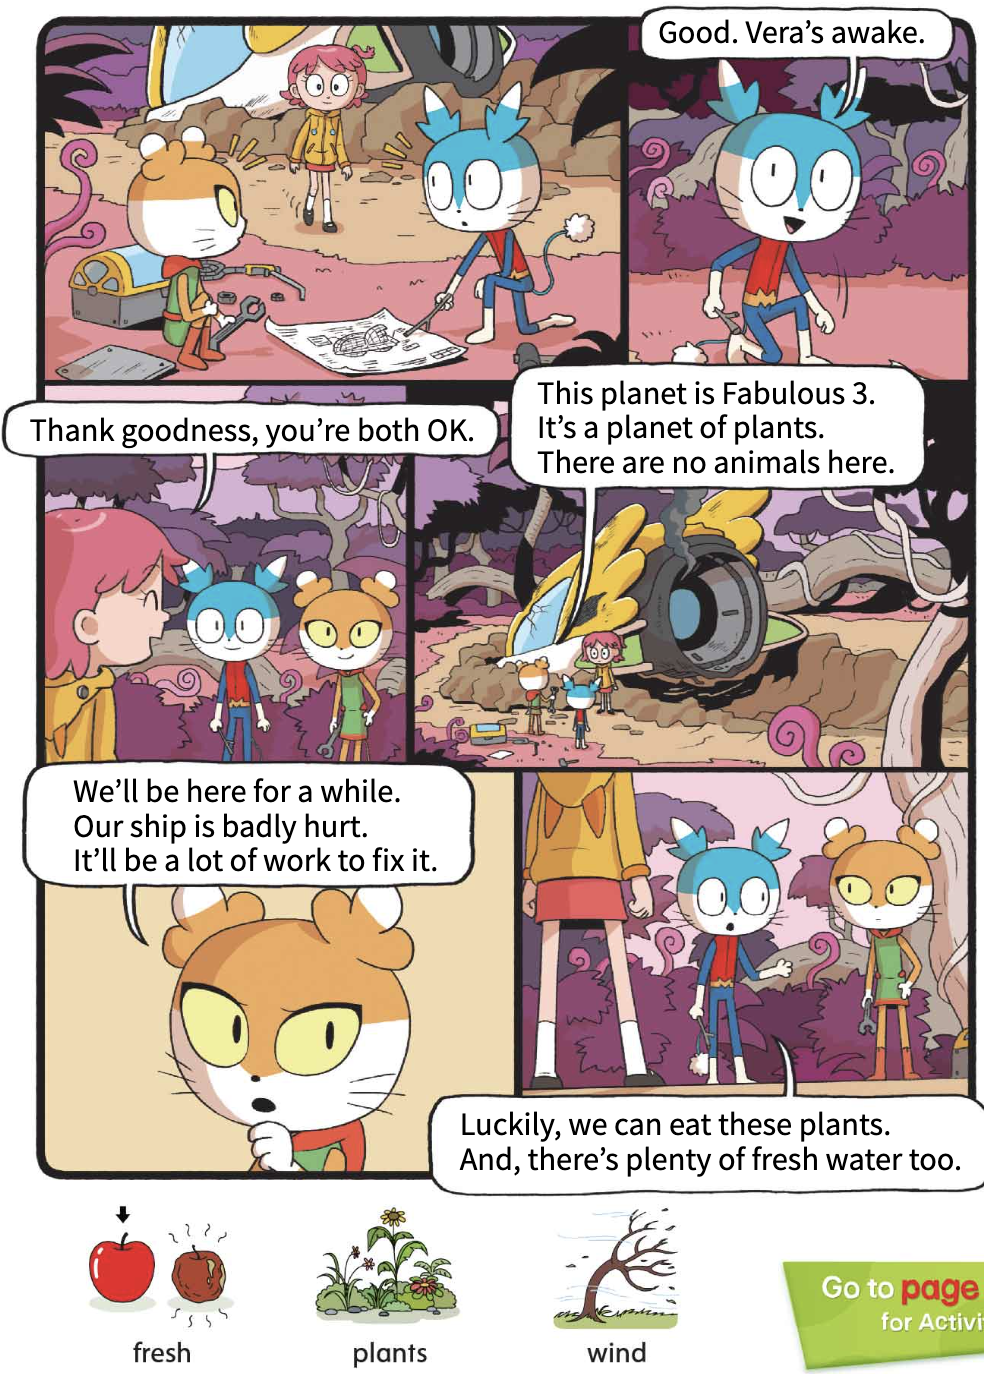 Good. Vera's awake.
Thank goodness, you're both OK.
This planet is Fabulous 3.
It's a planet of plants.
There are no animals here.
We'll be here for a while.
Our ship is badly hurt.
It'll be a lot of work to fix it.
Luckily, we can eat these plants.
And, there's plenty of fresh water too.
fresh
plants
wind
Go to page
for Activi